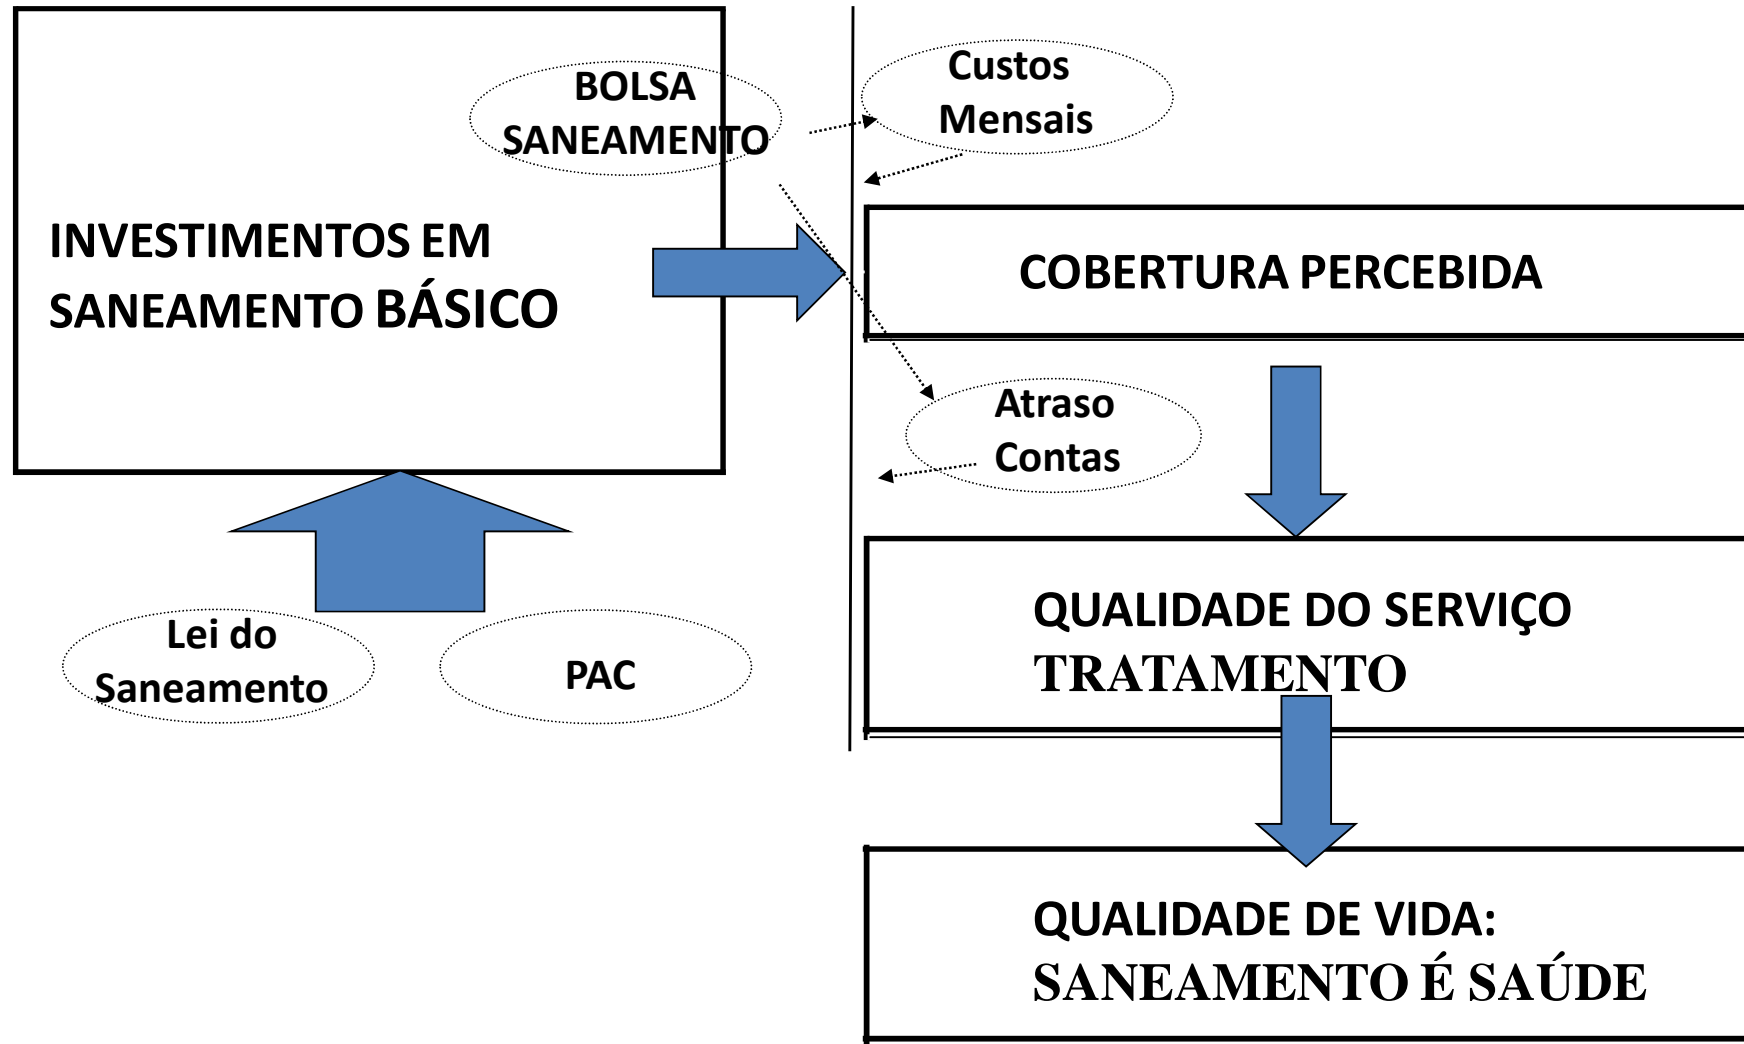 BOLSA
SANEAMENTO
Custos
Mensais
INVESTIMENTOS EM
SANEAMENTO BÁSICO
COBERTURA PERCEBIDA
Atraso
Contas
Lei do
Saneamento
PAC
QUALIDADE DO SERVIÇO
TRATAMENTO
QUALIDADE DE VIDA:
SANEAMENTO É SAÚDE